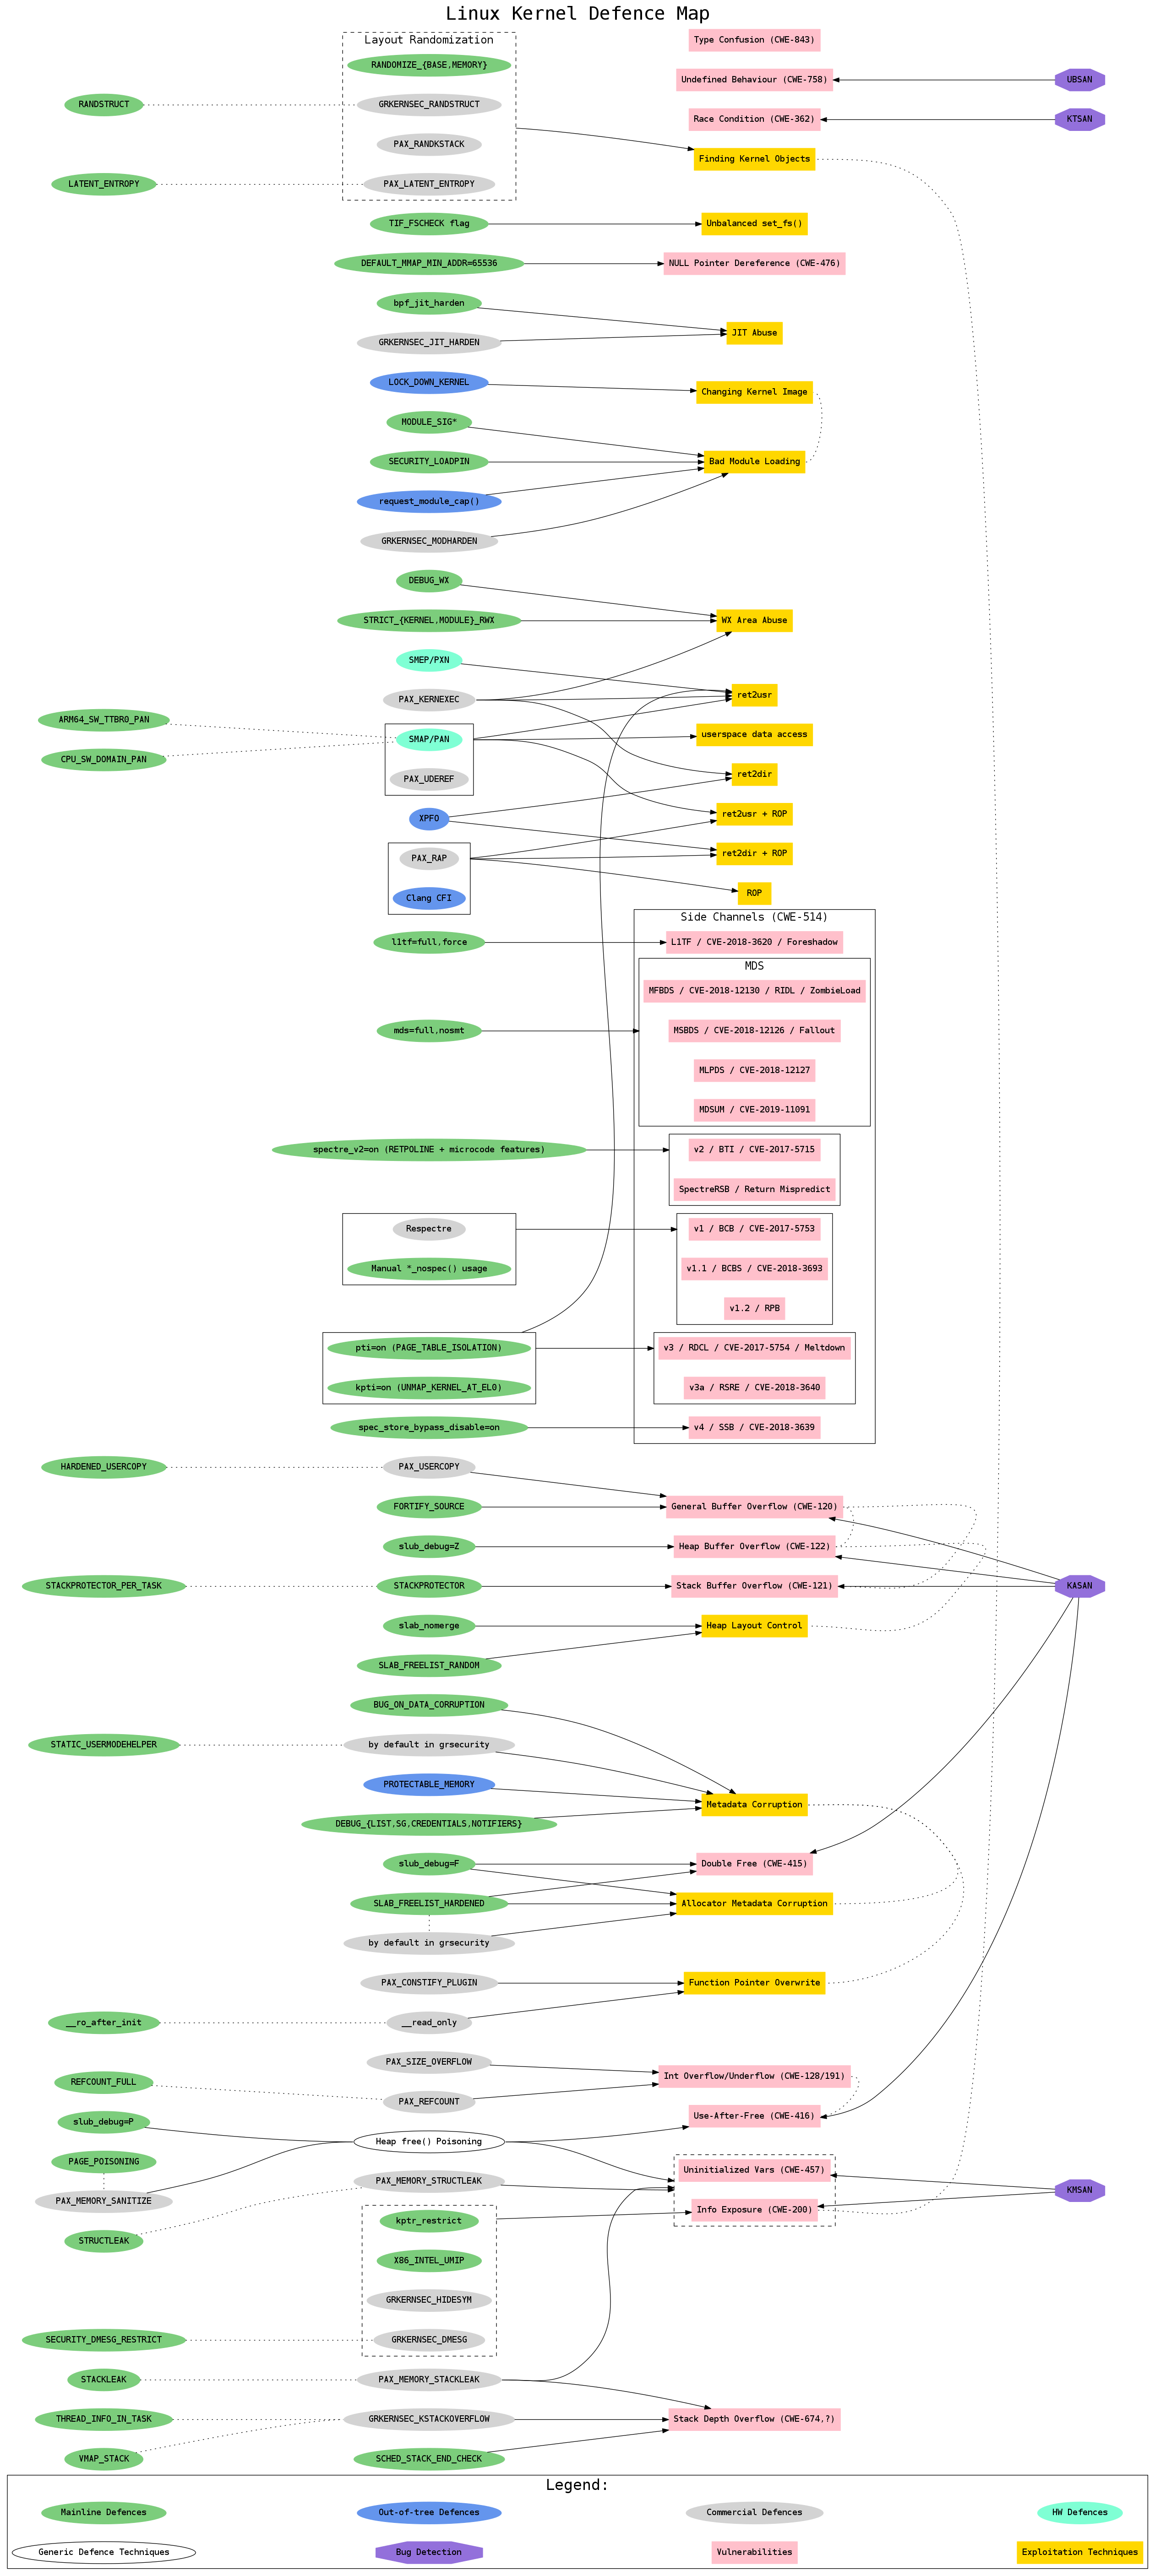 Linux Kernel Defence Map
Layout Randomization
RANDOMIZE_{BASE,MEMORY}
GRKERNSEC_RANDSTRUCT
PAX_RANDKSTACK
PAX_LATENT_ENTROPY
RANDSTRUCT
LATENT_ENTROPY
Type Confusion (CWE-843)
Undefined Behaviour (CWE-758)
UBSAN
Race Condition (CWE-362)
KTSAN
Finding Kernel Objects
TIF_FSCHECK flag
Unbalanced set_fs()
DEFAULT_MMAP_MIN_ADDR=65536
NULL Pointer Dereference (CWE-476)
bpf_jit_harden
GRKERNSEC_JIT_HARDEN
JIT Abuse
LOCK_DOWN_KERNEL
Changing Kernel Image
MODULE_SIG*
SECURITY_LOADPIN
Bad Module Loading
request_module_cap()
GRKERNSEC_MODHARDEN
DEBUG_WX
STRICT_{KERNEL,MODULE}_RWX
WX Area Abuse
SMEP/PXN
PAX_KERNEXEC
ret2usr
ARM64_SW_TTBR0_PAN
CPU_SW_DOMAIN_PAN
SMAP/PAN
userspace data access
PAX_UDEREF
ret2dir
XPFO
ret2usr + ROP
PAX_RAP
ret2dir + ROP
Clang CFI
ROP
Side Channels (CWE-514)
l1tf=full,force
L1TF / CVE-2018-3620 / Foreshadow
MDS
MFBDS / CVE-2018-12130 / RIDL / ZombieLoad
mds=full,nosmt
MSBDS / CVE-2018-12126 / Fallout
MLPDS / CVE-2018-12127
MDSUM / CVE-2019-11091
spectre_v2=on (RETPOLINE + microcode features)
v2 / BTI / CVE-2017-5715
SpectreRSB / Return Mispredict
Respectre
v1 / BCB / CVE-2017-5753
Manual *_nospec() usage
v1.1 / BCBS / CVE-2018-3693
v1.2 / RPB
pti=on (PAGE_TABLE_ISOLATION)
v3 / RDCL / CVE-2017-5754 / Meltdown
kpti=on (UNMAP_KERNEL_AT_EL0)
v3a / RSRE / CVE-2018-3640
spec_store_bypass_disable=on
v4 / SSB / CVE-2018-3639
HARDENED_USERCOPY
PAX_USERCOPY
FORTIFY_SOURCE
General Buffer Overflow (CWE-120)
slub_debug=Z
Heap Buffer Overflow (CWE-122)
STACKPROTECTOR_PER_TASK
STACKPROTECTOR
Stack Buffer Overflow (CWE-121)
KASAN
slab_nomerge
Heap Layout Control
SLAB_FREELIST_RANDOM
BUG_ON_DATA_CORRUPTION
STATIC_USERMODEHELPER
by default in grsecurity
PROTECTABLE_MEMORY
Metadata Corruption
DEBUG_{LIST,SG,CREDENTIALS,NOTIFIERS}
slub_debug=F
Double Free (CWE-415)
SLAB_FREELIST_HARDENED
Allocator Metadata Corruption
by default in grsecurity
PAX_CONSTIFY_PLUGIN
Function Pointer Overwrite
__ro_after_init
__read_only
PAX_SIZE_OVERFLOW
Int Overflow/Underflow (CWE-128/191)
REFCOUNT_FULL
PAX_REFCOUNT
Use-After-Free (CWE-416)
slub_debug=P
Heap free() Poisoning
PAGE_POISONING
Uninitialized Vars (CWE-457)
PAX_MEMORY_SANITIZE
PAX_MEMORY_STRUCTLEAK
KMSAN
STRUCTLEAK
kptr_restrict
Info Exposure (CWE-200)
X86_INTEL_UMIP
GRKERNSEC_HIDESYM
SECURITY_DMESG_RESTRICT
GRKERNSEC_DMESG
STACKLEAK
PAX_MEMORY_STACKLEAK
THREAD_INFO_IN_TASK
GRKERNSEC_KSTACKOVERFLOW
Stack Depth Overflow (CWE-674,?)
VMAP_STACK
SCHED_STACK_END_CHECK
Legend:
Mainline Defences
Out-of-tree Defences
Commercial Defences
HW Defences
Generic Defence Techniques
Bug Detection
Vulnerabilities
Exploitation Techniques